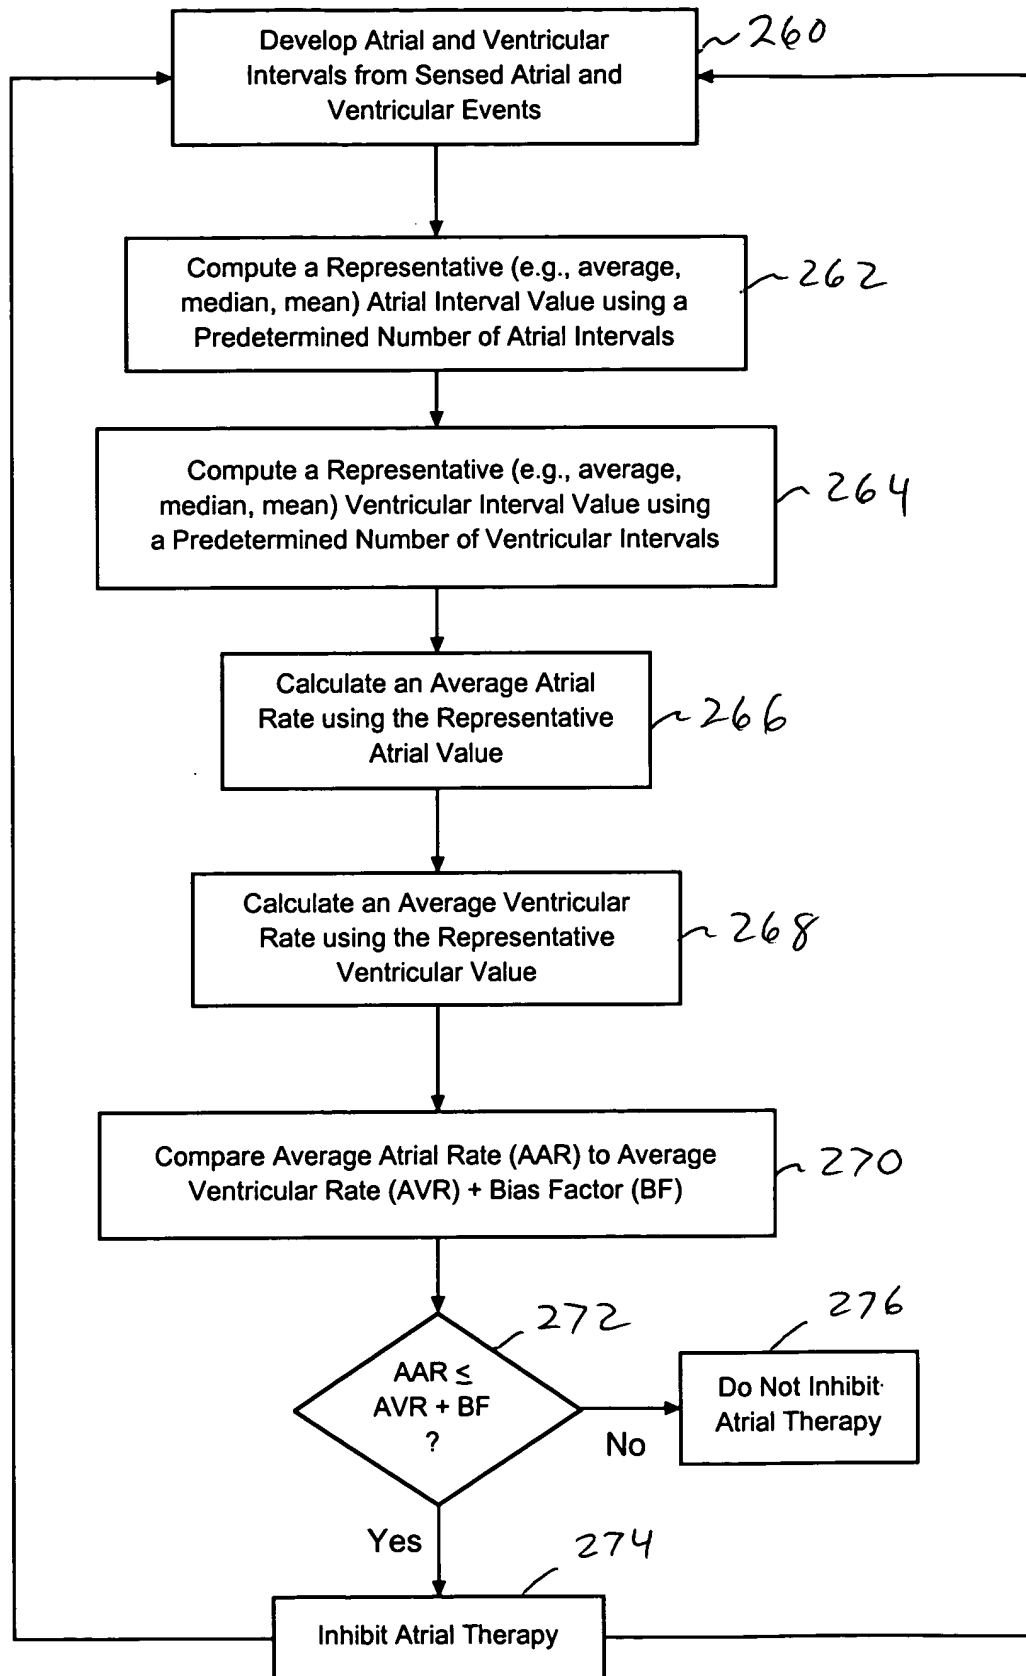 Develop Atrial and Ventricular
Intervals from Sensed Atrial and
Ventricular Events
260
Compute a Representative (e.g., average,
median, mean) Atrial Interval Value using a
Predetermined Number of Atrial Intervals
262
Compute a Representative (e.g., average,
median, mean) Ventricular Interval Value using
a Predetermined Number of Ventricular Intervals
264
Calculate an Average Atrial
Rate using the Representative
Atrial Value
266
Calculate an Average Ventricular
Rate using the Representative
Ventricular Value
268
Compare Average Atrial Rate (AAR) to Average
Ventricular Rate (AVR) + Bias Factor (BF)
270
272
AAR ≤
AVR + BF
?
No
276
Do Not Inhibit
Atrial Therapy
Yes
274
Inhibit Atrial Therapy